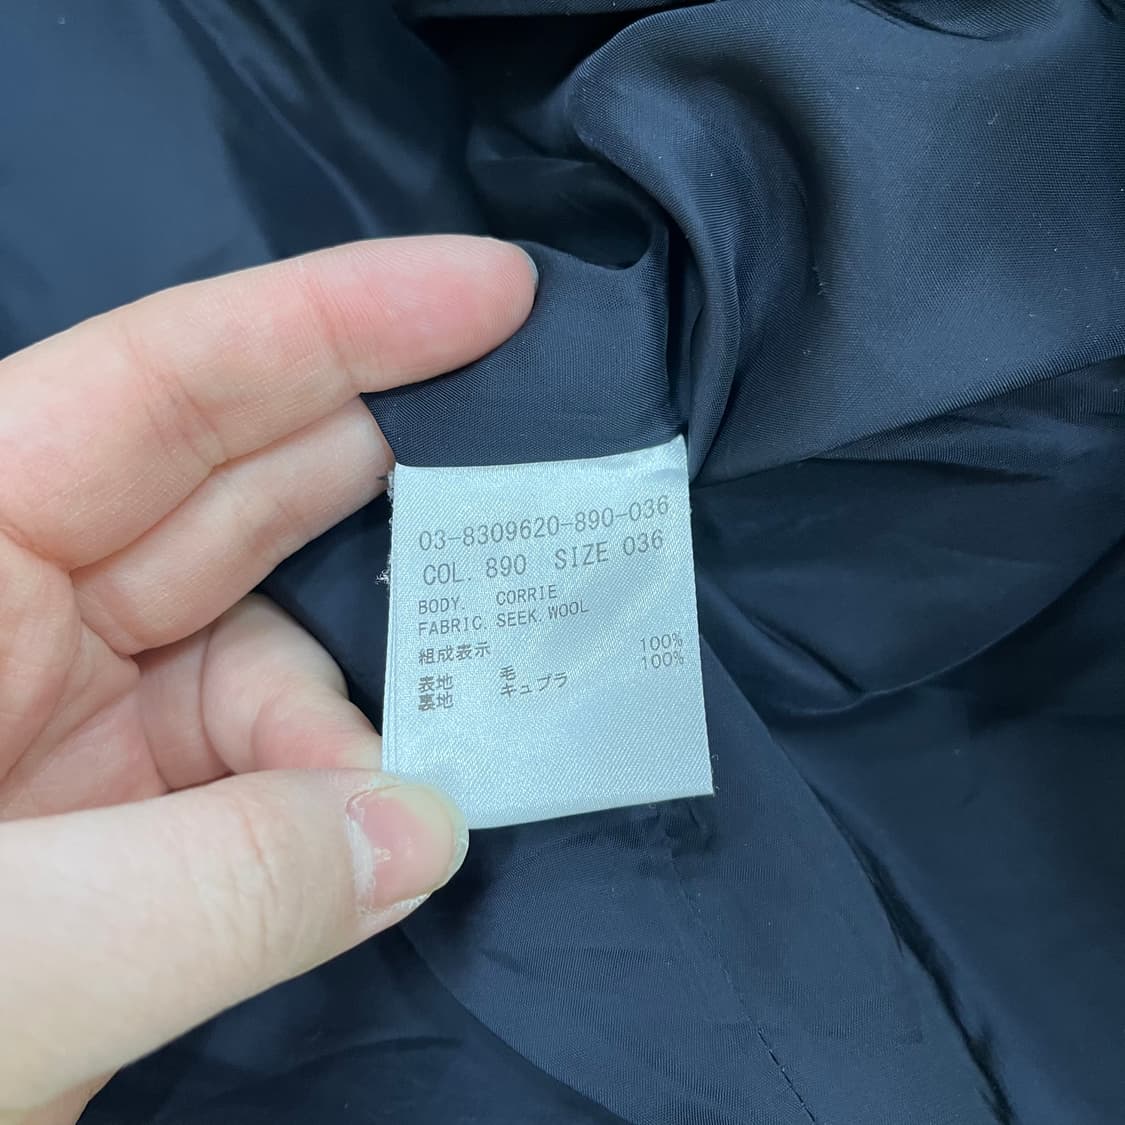 03-8309620-890-036
COL. 890 SIZE 036
BODY. CORRIE
FABRIC. SEEK.WOOL
組成表示
表地 毛 100%
裏地 キュプラ 100%